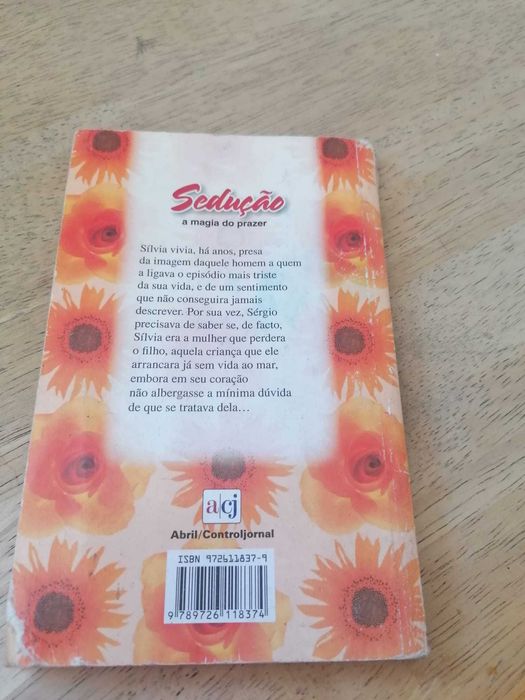 Sedução
a magia do prazer
Sílvia vivia, há anos, presa
da imagem daquele homem a quem
a ligava o episódio mais triste
da sua vida, e de um sentimento
que não conseguira jamais
descrever. Por sua vez, Sérgio
precisava de saber se, de facto,
Sílvia era a mulher que perdera
o filho, aquela criança que ele
arrancara já sem vida ao mar,
embora em seu coração
não albergasse a mínima dúvida
de que se tratava dela...
a|cj
Abril/Controljornal
ISBN 972611837-9
9 789726 118374